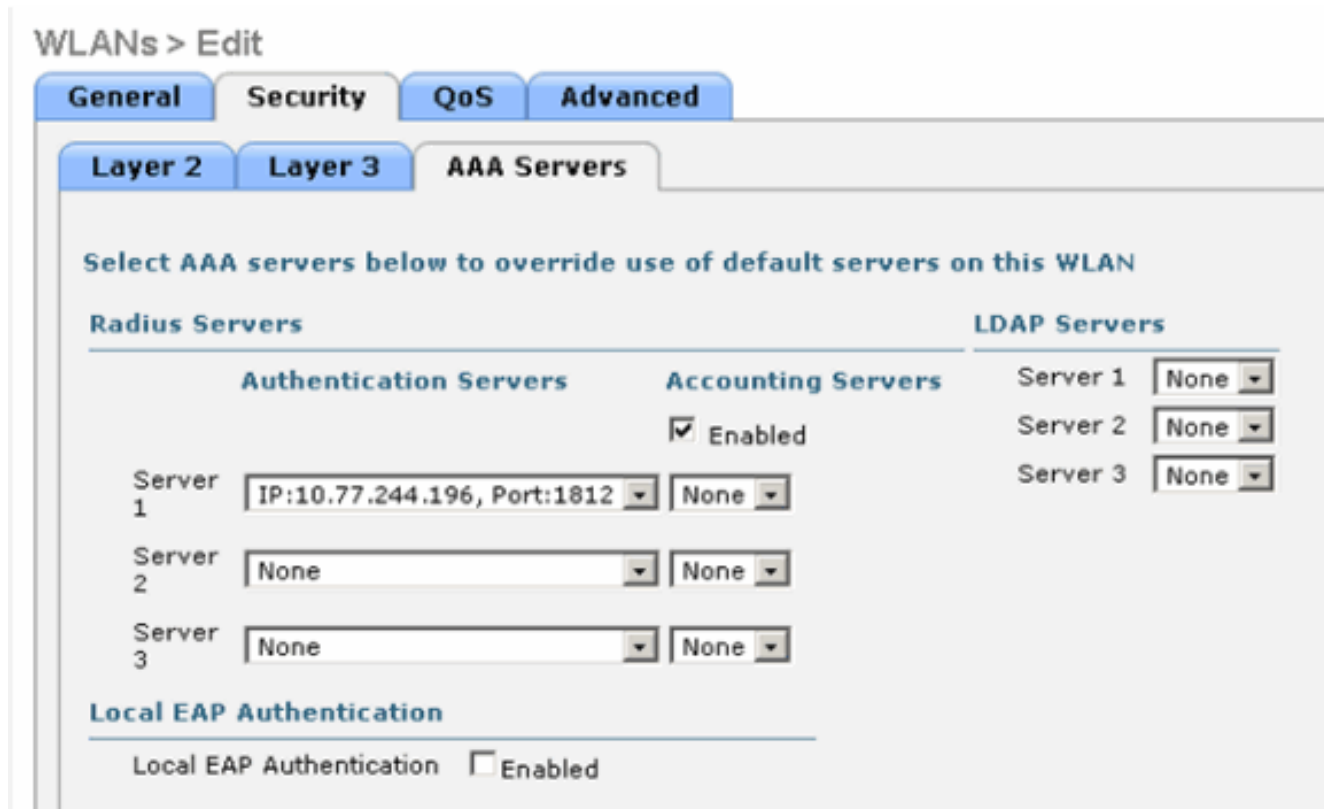 WLANs > Edit
General Security QoS Advanced
Layer 2 Layer 3 AAA Servers
Select AAA servers below to override use of default servers on this WLAN
Radius Servers LDAP Servers
Authentication Servers Accounting Servers Server 1 None
Enabled Server 2 None
Server 1 IP:10.77.244.196, Port:1812 None Server 3 None
Server 2 None None
Server 3 None None
Local EAP Authentication
Local EAP Authentication Enabled